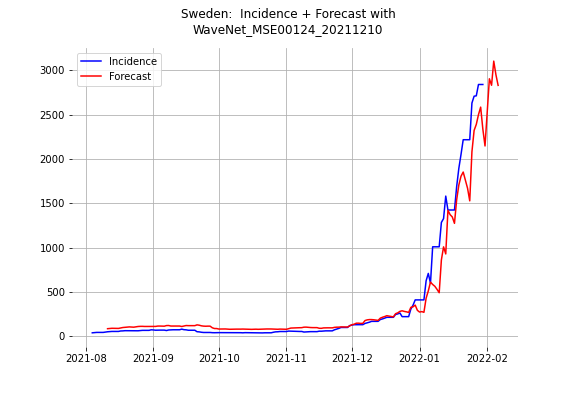 Sweden:  Incidence + Forecast with
WaveNet_MSE00124_20211210
Incidence
Forecast
3000
2500
2000
1500
1000
500
0
2021-08 2021-09 2021-10 2021-11 2021-12 2022-01 2022-02